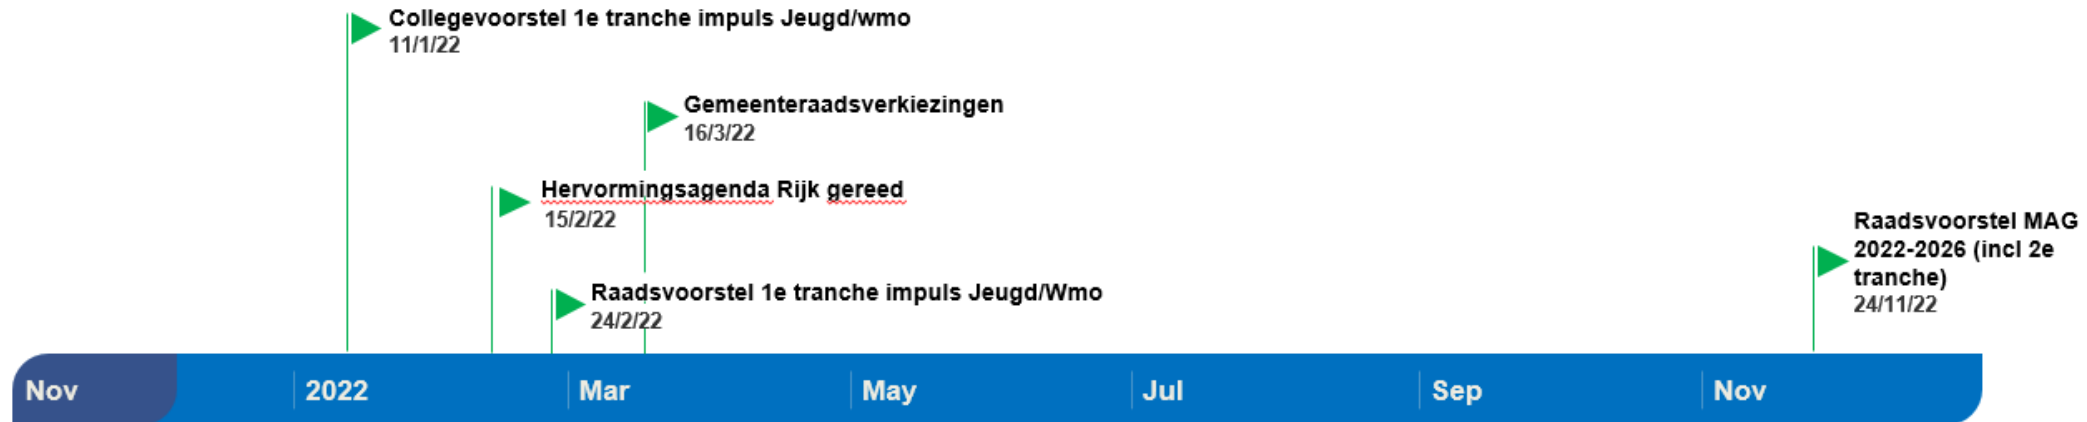 Collegevoorstel 1e tranche impuls Jeugd/wmo
11/1/22
Gemeenteraadsverkiezingen
16/3/22
Hervormingsagenda Rijk gereed
15/2/22
Raadsvoorstel 1e tranche impuls Jeugd/Wmo
24/2/22
Raadsvoorstel MAG
2022-2026 (incl 2e
tranche)
24/11/22
Nov
2022
Mar
May
Jul
Sep
Nov